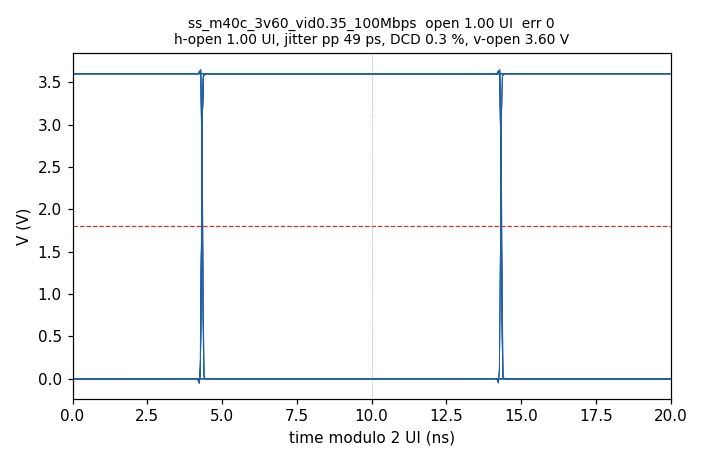 ss_m40c_3v60_vid0.35_100Mbps  open 1.00 UI  err 0
h-open 1.00 UI, jitter pp 49 ps, DCD 0.3 %, v-open 3.60 V
V (V)
3.5
3.0
2.5
2.0
1.5
1.0
0.5
0.0
0.0 2.5 5.0 7.5 10.0 12.5 15.0 17.5 20.0
time modulo 2 UI (ns)